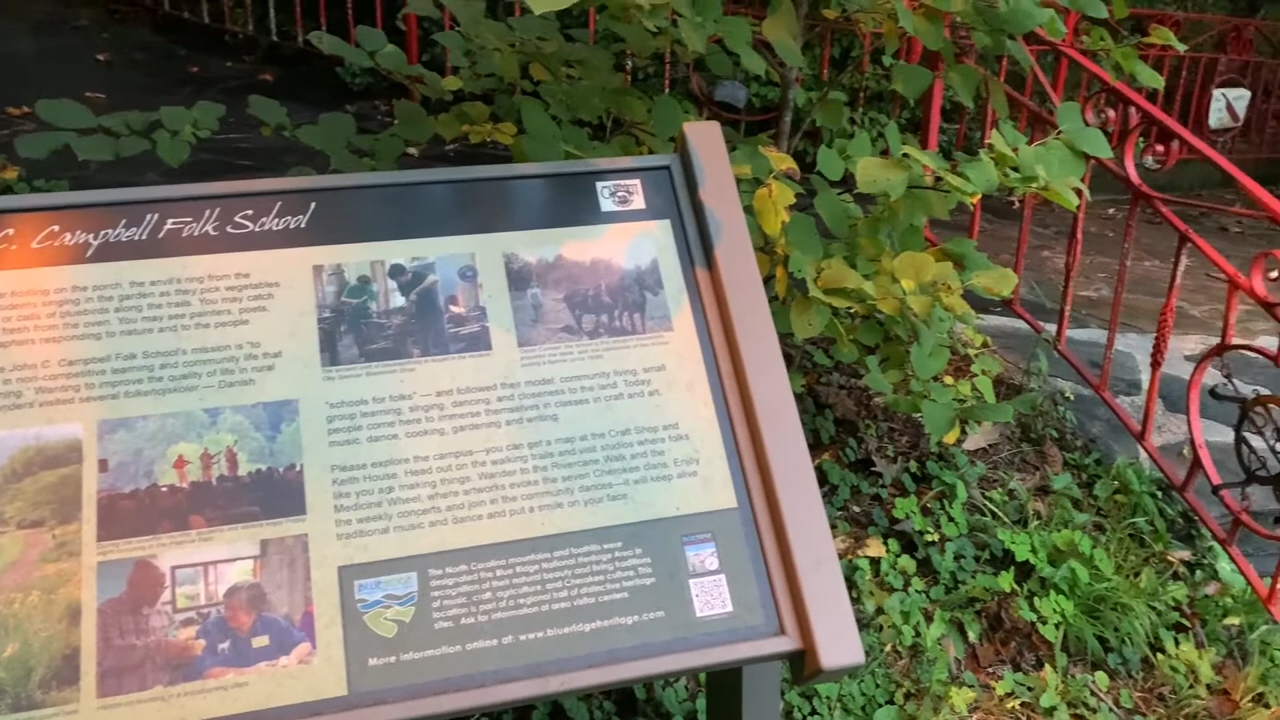 C. Campbell Folk School
fiddling on the porch, the anvil's ring from the
singing in the garden as they pick vegetables
or calls of bluebirds along the trails. You may catch
fresh from the oven. You may see painters, poets,
responding to nature and to the people.
John C. Campbell Folk School's mission is "to
in non-competitive learning and community life that
Wanting to improve the quality of life in rural
visited several folkehojskoler — Danish
"schools for folks" — and followed their model: community living, small
group learning, singing, dancing, and closeness to the land. Today,
people come here to immerse themselves in classes in craft and art,
music, dance, cooking, gardening and writing.
Please explore the campus—you can get a map at the Craft Shop and
Keith House. Head out on the walking trails and visit studios where folks
like you are making things. Wander to the Rivercane Walk and the
Medicine Wheel, where artworks evoke the seven Cherokee clans. Enjoy
the weekly concerts and join in the community dances—it will keep alive
traditional music and dance and put a smile on your face.
BLUE RIDGE
The North Carolina mountains and foothills were
designated the Blue Ridge National Heritage Area in
recognition of their natural beauty and living traditions
of music, craft, agriculture, and Cherokee culture. This
location is part of a regional trail of distinctive heritage
sites. Ask for information at area visitor centers.
More information online at: www.blueridgeheritage.com